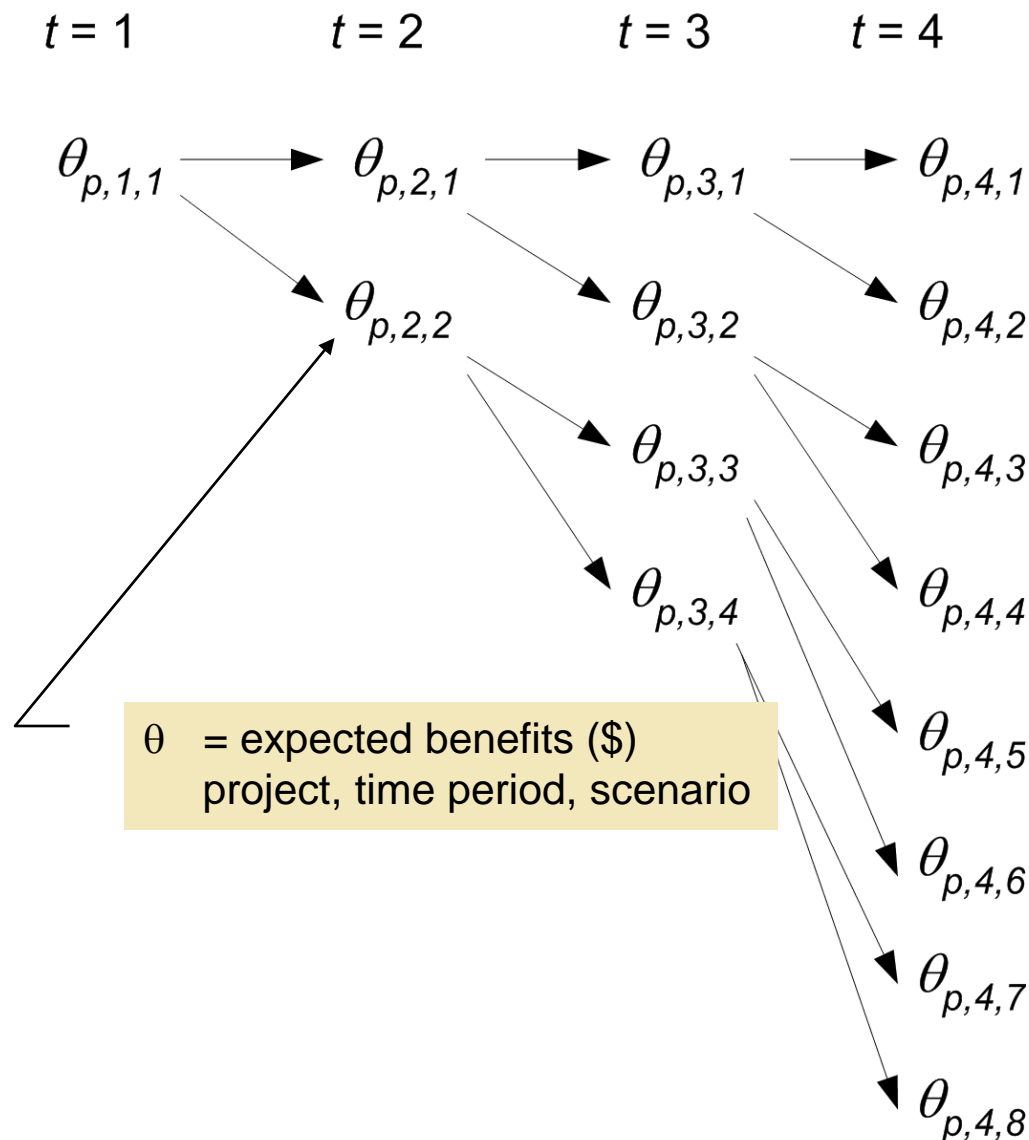 t = 1 t = 2 t = 3 t = 4
θp,1,1 θp,2,1 θp,3,1 θp,4,1
θp,2,2 θp,3,2 θp,4,2
θp,3,3 θp,4,3
θp,3,4 θp,4,4
θp,4,5
θ = expected benefits ($)
project, time period, scenario
θp,4,6
θp,4,7
θp,4,8